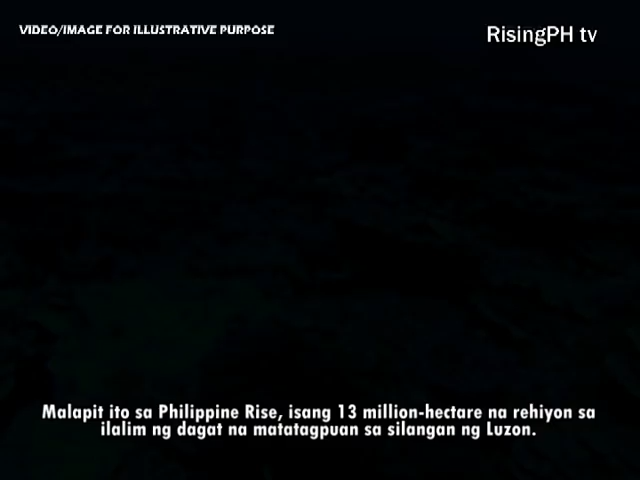 VIDEO/IMAGE FOR ILLUSTRATIVE PURPOSE
RisingPH tv
Malapit ito sa Philippine Rise, isang 13 million-hectare na rehiyon sa
ilalim ng dagat na matatagpuan sa silangan ng Luzon.